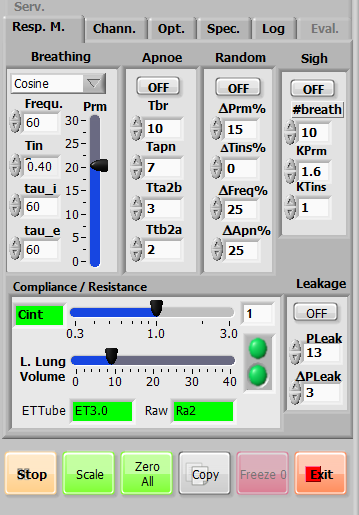 Serv.
Resp. M. Chann. Opt. Spec. Log Eval.
Breathing Apnoe Random Sigh
Cosine OFF OFF OFF
Frequ. Prm Tbr ΔPrm% #breath
60 30 10 15 10
Tin 25 Tapn ΔTins% KPrm
0.40 20 7 0 1.6
tau_i 15 Tta2b ΔFreq% KTins
60 10 3 25 1
tau_e 5 Ttb2a ΔApn%
60 0 2 25
Compliance / Resistance Leakage
Cint 1 OFF
0.3 1.0 3.0
L. Lung Volume PLeak
0 10 20 30 40 13
ΔPLeak
ETTube ET3.0 Raw Ra2 3
Stop Scale Zero All Copy Freeze 0 Exit